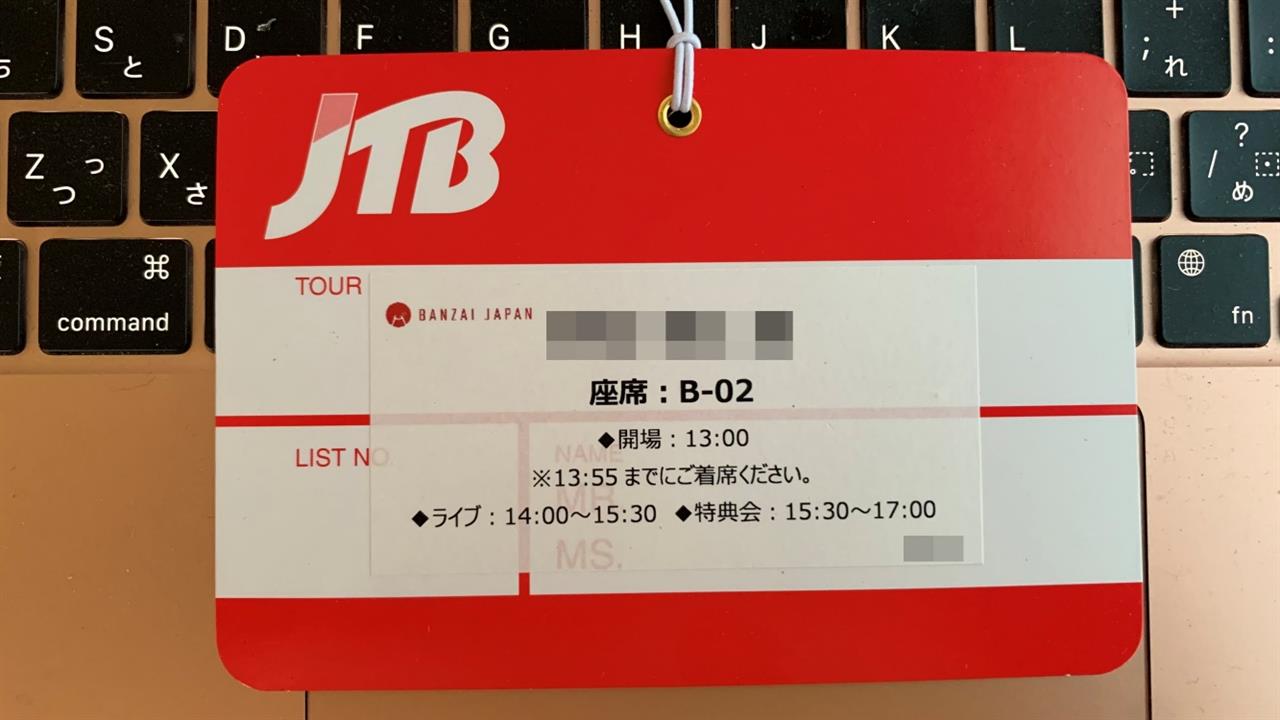 S と
D
F
G
H
J
K
L
+ ; れ
Z つ っ
X さ
? / め
⌘ command
fn
JTB
TOUR
BANZAI JAPAN
座席：B-02
◆開場：13:00
LIST NO.
NAME
※13:55 までにご着席ください。
MR.
◆ライブ：14:00～15:30 ◆特典会：15:30～17:00
MS.